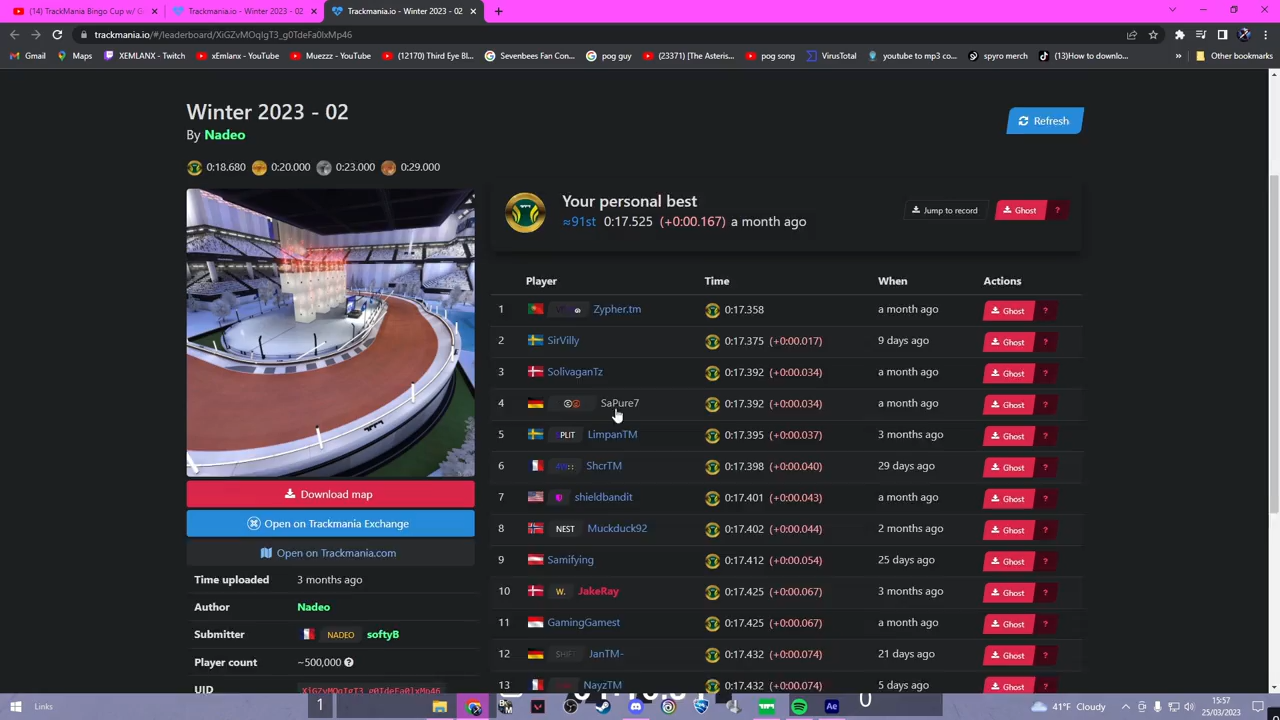 (14) TrackMania Bingo Cup w/ G
Trackmania.io - Winter 2023 - 02
Trackmania.io - Winter 2023 - 02
trackmania.io/#/leaderboard/XiGZvMOqIgT3_g0TdeFa0lxMp46
Gmail
Maps
XEMLANX - Twitch
xEmlanx - YouTube
Muezzz - YouTube
(12170) Third Eye Bl...
Sevenbees Fan Con...
pog guy
(23371) [The Asteris...
pog song
VirusTotal
youtube to mp3 co...
spyro merch
(13)How to downlo...
»
Other bookmarks
Winter 2023 - 02
By Nadeo
Refresh
0:18.680 0:20.000 0:23.000 0:29.000
Your personal best
≈91st 0:17.525 (+0:00.167) a month ago
Jump to record
Ghost ?
Player Time When Actions
1 Zypher.tm 0:17.358 a month ago Ghost ?
2 SirVilly 0:17.375 (+0:00.017) 9 days ago Ghost ?
3 SolivaganTz 0:17.392 (+0:00.034) a month ago Ghost ?
4 SaPure7 0:17.392 (+0:00.034) a month ago Ghost ?
5 PLIT LimpanTM 0:17.395 (+0:00.037) 3 months ago Ghost ?
6 ShcrTM 0:17.398 (+0:00.040) 29 days ago Ghost ?
7 shieldbandit 0:17.401 (+0:00.043) a month ago Ghost ?
8 NEST Muckduck92 0:17.402 (+0:00.044) 2 months ago Ghost ?
9 Samifying 0:17.412 (+0:00.054) 25 days ago Ghost ?
10 W. JakeRay 0:17.425 (+0:00.067) 3 months ago Ghost ?
11 GamingGamest 0:17.425 (+0:00.067) a month ago Ghost ?
12 SHIFT JanTM- 0:17.432 (+0:00.074) 21 days ago Ghost ?
13 NayzTM 0:17.432 (+0:00.074) 5 days ago Ghost ?
Download map
Open on Trackmania Exchange
Open on Trackmania.com
Time uploaded 3 months ago
Author Nadeo
Submitter NADEO softyB
Player count ~500,000 ?
UID XiGZvMOqIgT3_g0IdeFa0lxMp46
Links
1
0
41°F Cloudy
15:57
25/03/2023